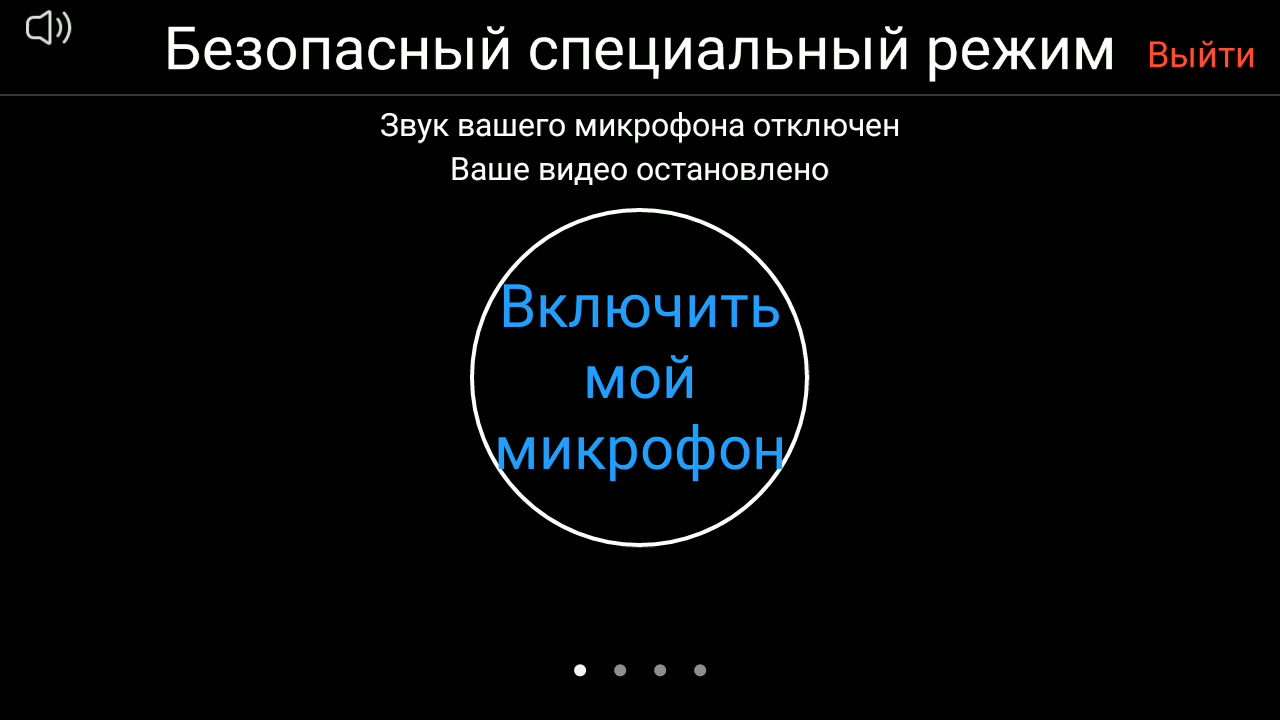 Безопасный специальный режим
Выйти
Звук вашего микрофона отключен
Ваше видео остановлено
Включить
мой
микрофон